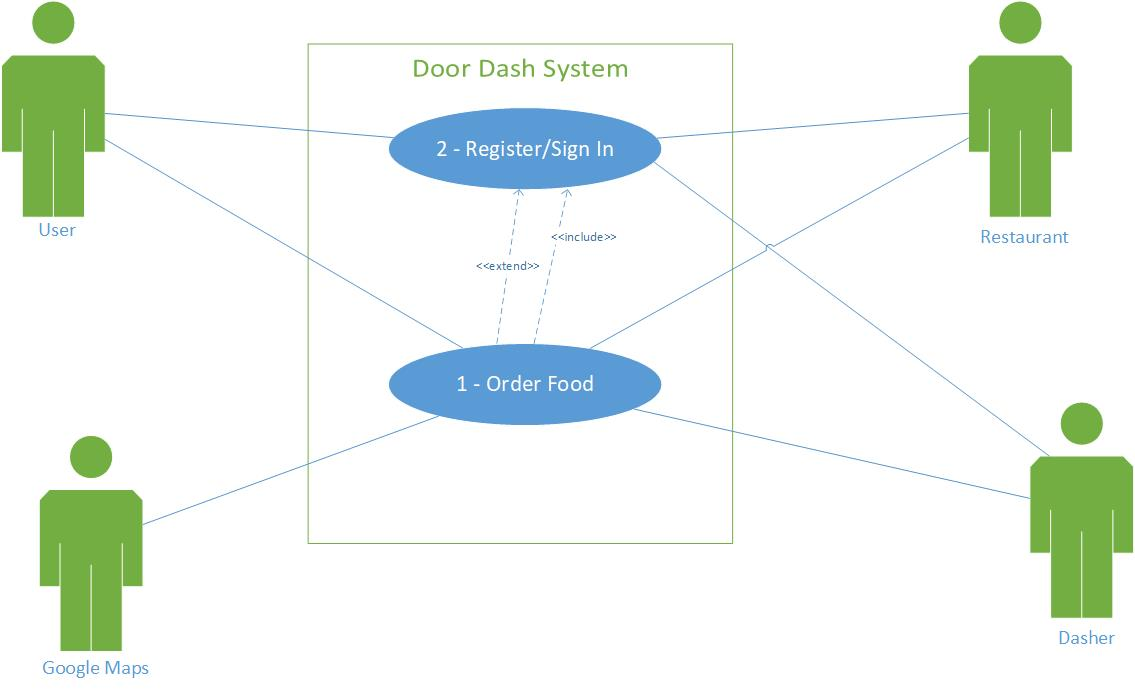 Door Dash System
2 - Register/Sign In
User
Restaurant
<<include>>
<<extend>>
1 - Order Food
Dasher
Google Maps